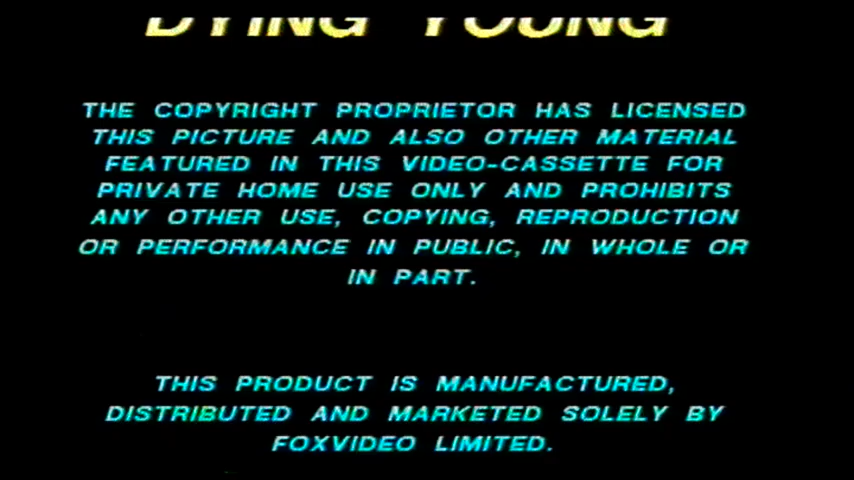 DYING YOUNG
THE COPYRIGHT PROPRIETOR HAS LICENSED
THIS PICTURE AND ALSO OTHER MATERIAL
FEATURED IN THIS VIDEO-CASSETTE FOR
PRIVATE HOME USE ONLY AND PROHIBITS
ANY OTHER USE, COPYING, REPRODUCTION
OR PERFORMANCE IN PUBLIC, IN WHOLE OR
IN PART.
THIS PRODUCT IS MANUFACTURED,
DISTRIBUTED AND MARKETED SOLELY BY
FOXVIDEO LIMITED.